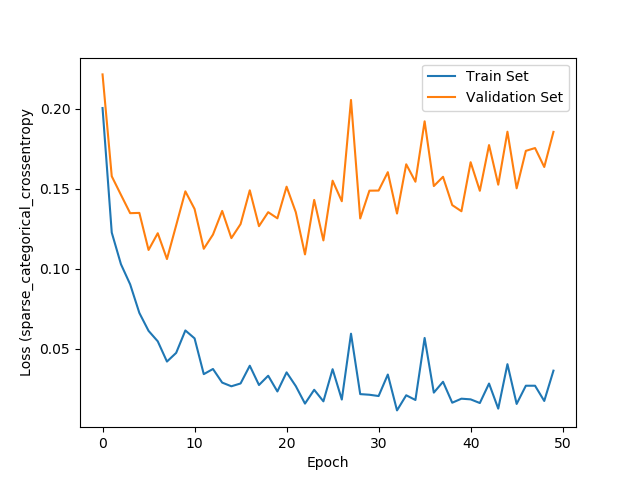 Train Set
Validation Set
0.20
0.15
0.10
0.05
Loss (sparse_categorical_crossentropy
0 10 20 30 40 50
Epoch